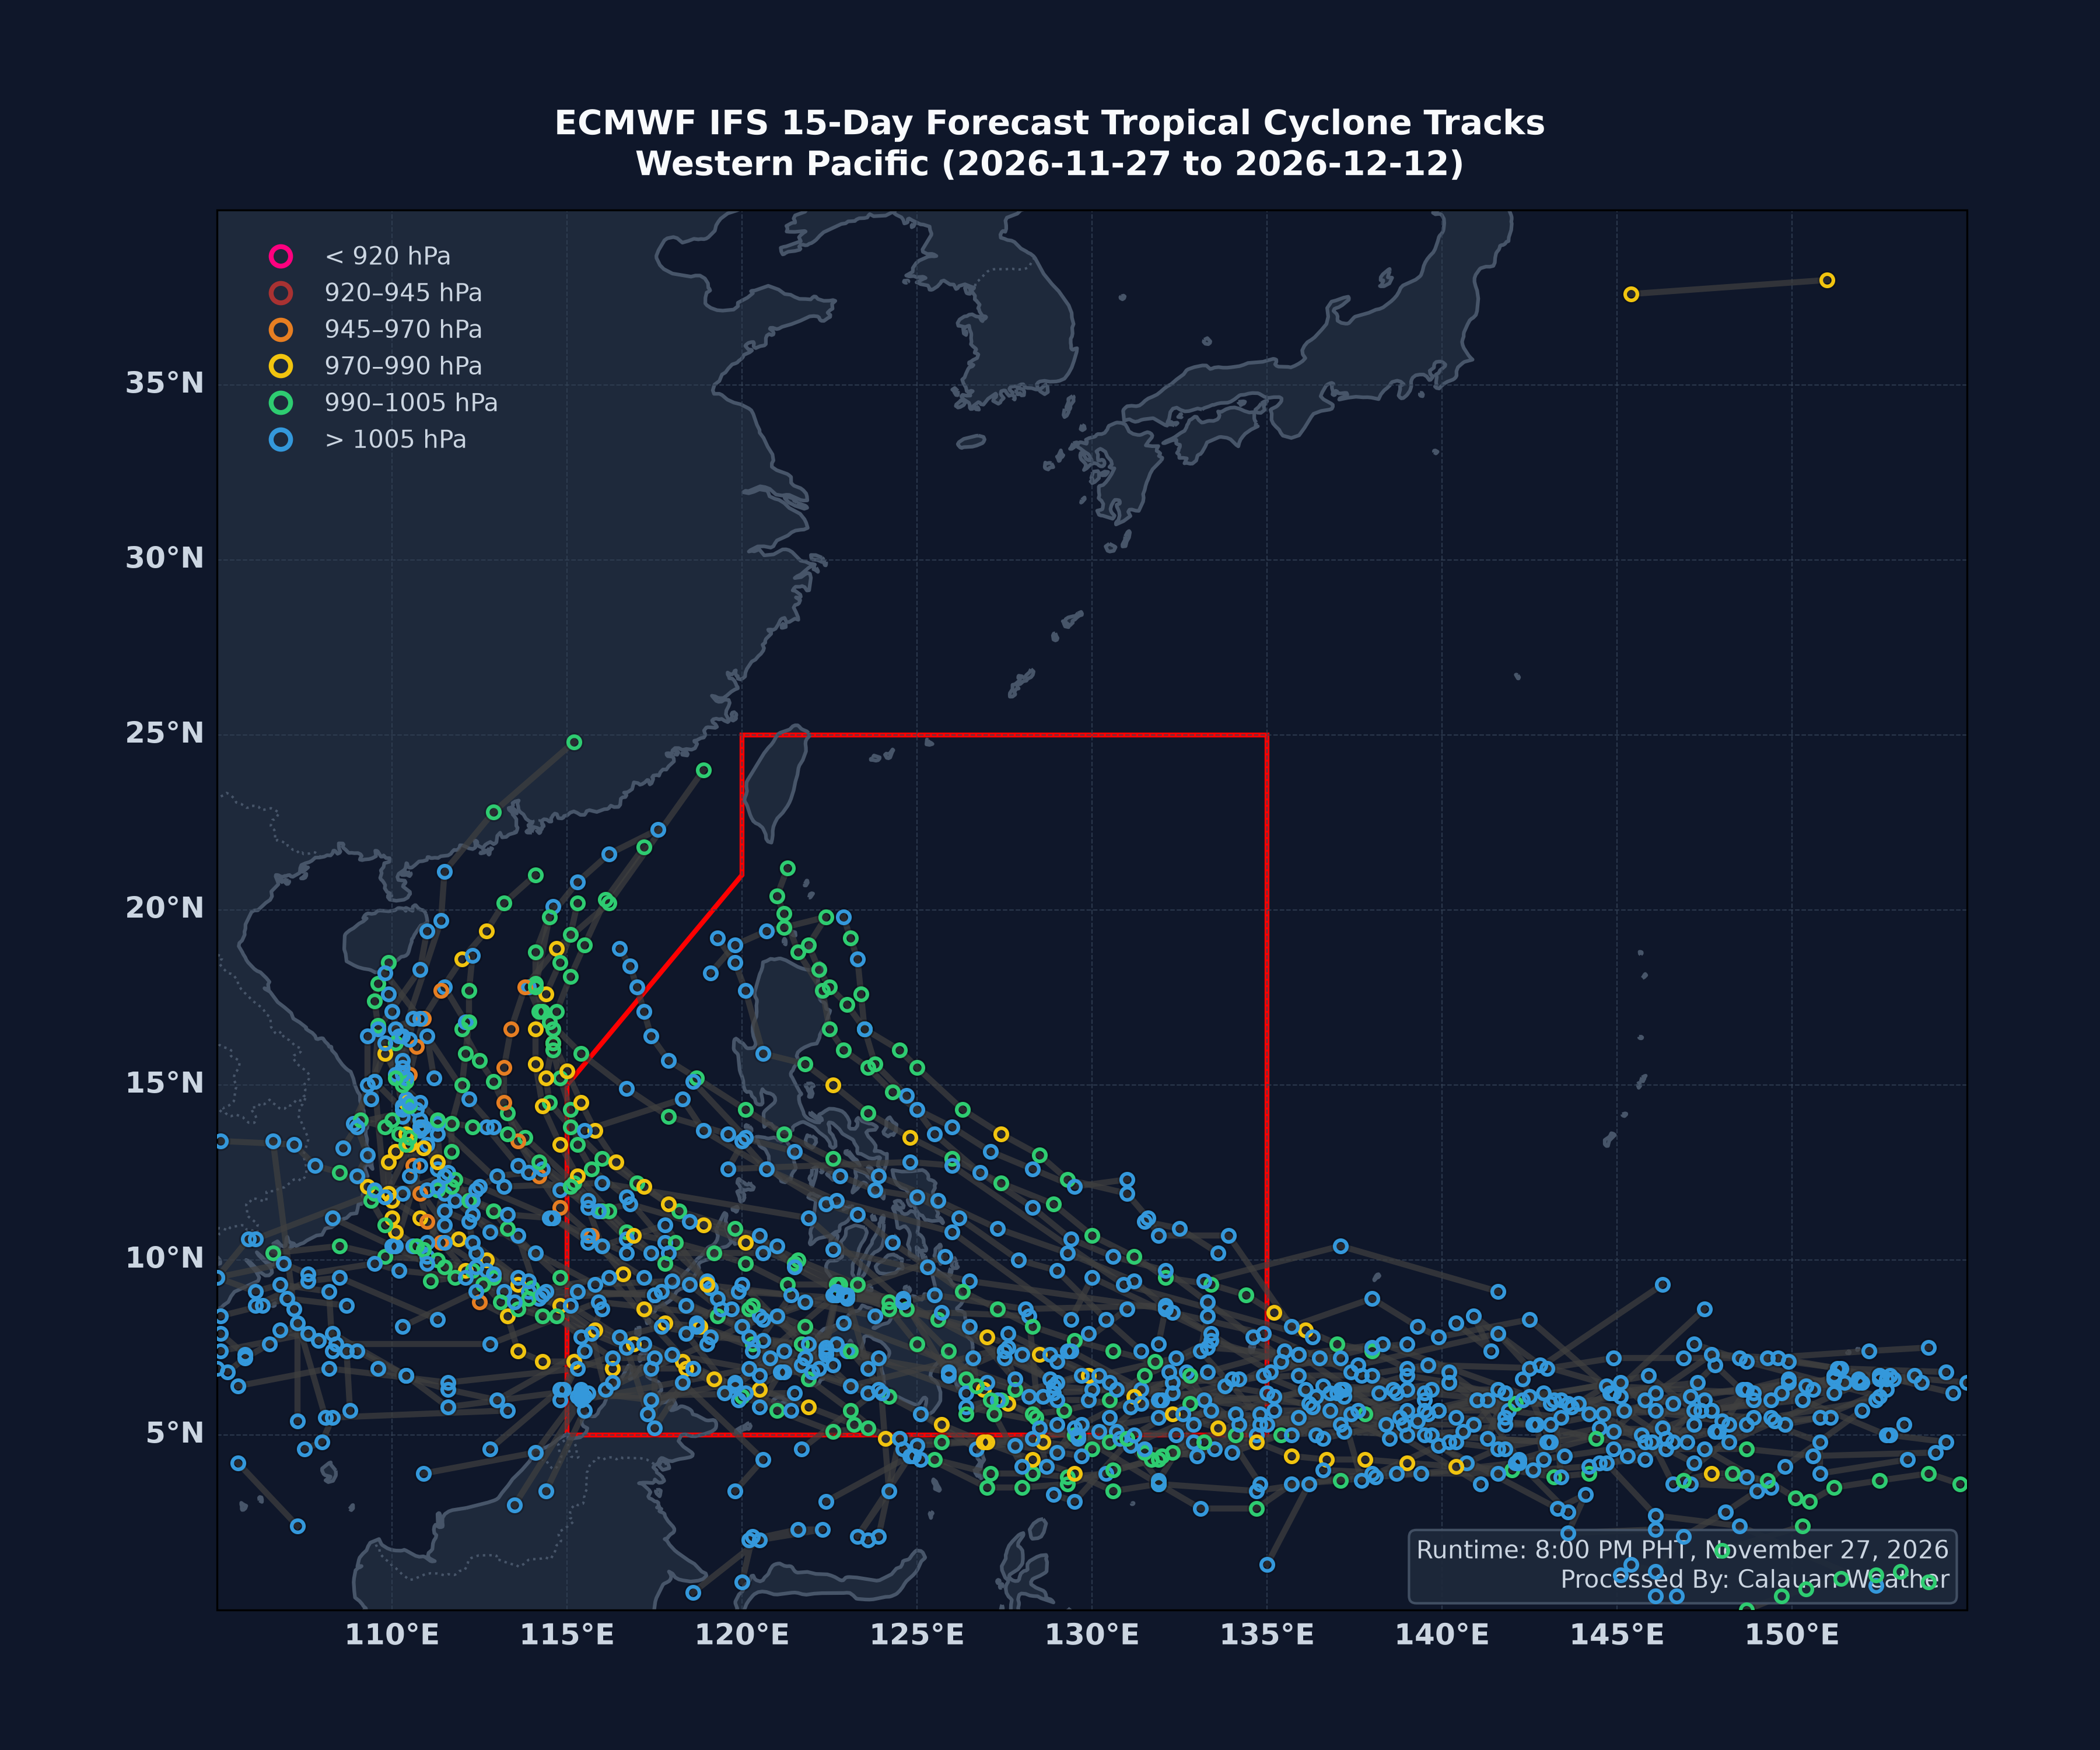 ECMWF IFS 15-Day Forecast Tropical Cyclone Tracks
Western Pacific (2026-11-27 to 2026-12-12)
< 920 hPa
920–945 hPa
945–970 hPa
970–990 hPa
990–1005 hPa
> 1005 hPa
35°N
30°N
25°N
20°N
15°N
10°N
5°N
Runtime: 8:00 PM PHT, November 27, 2026
Processed By: Calauan Weather
110°E 115°E 120°E 125°E 130°E 135°E 140°E 145°E 150°E